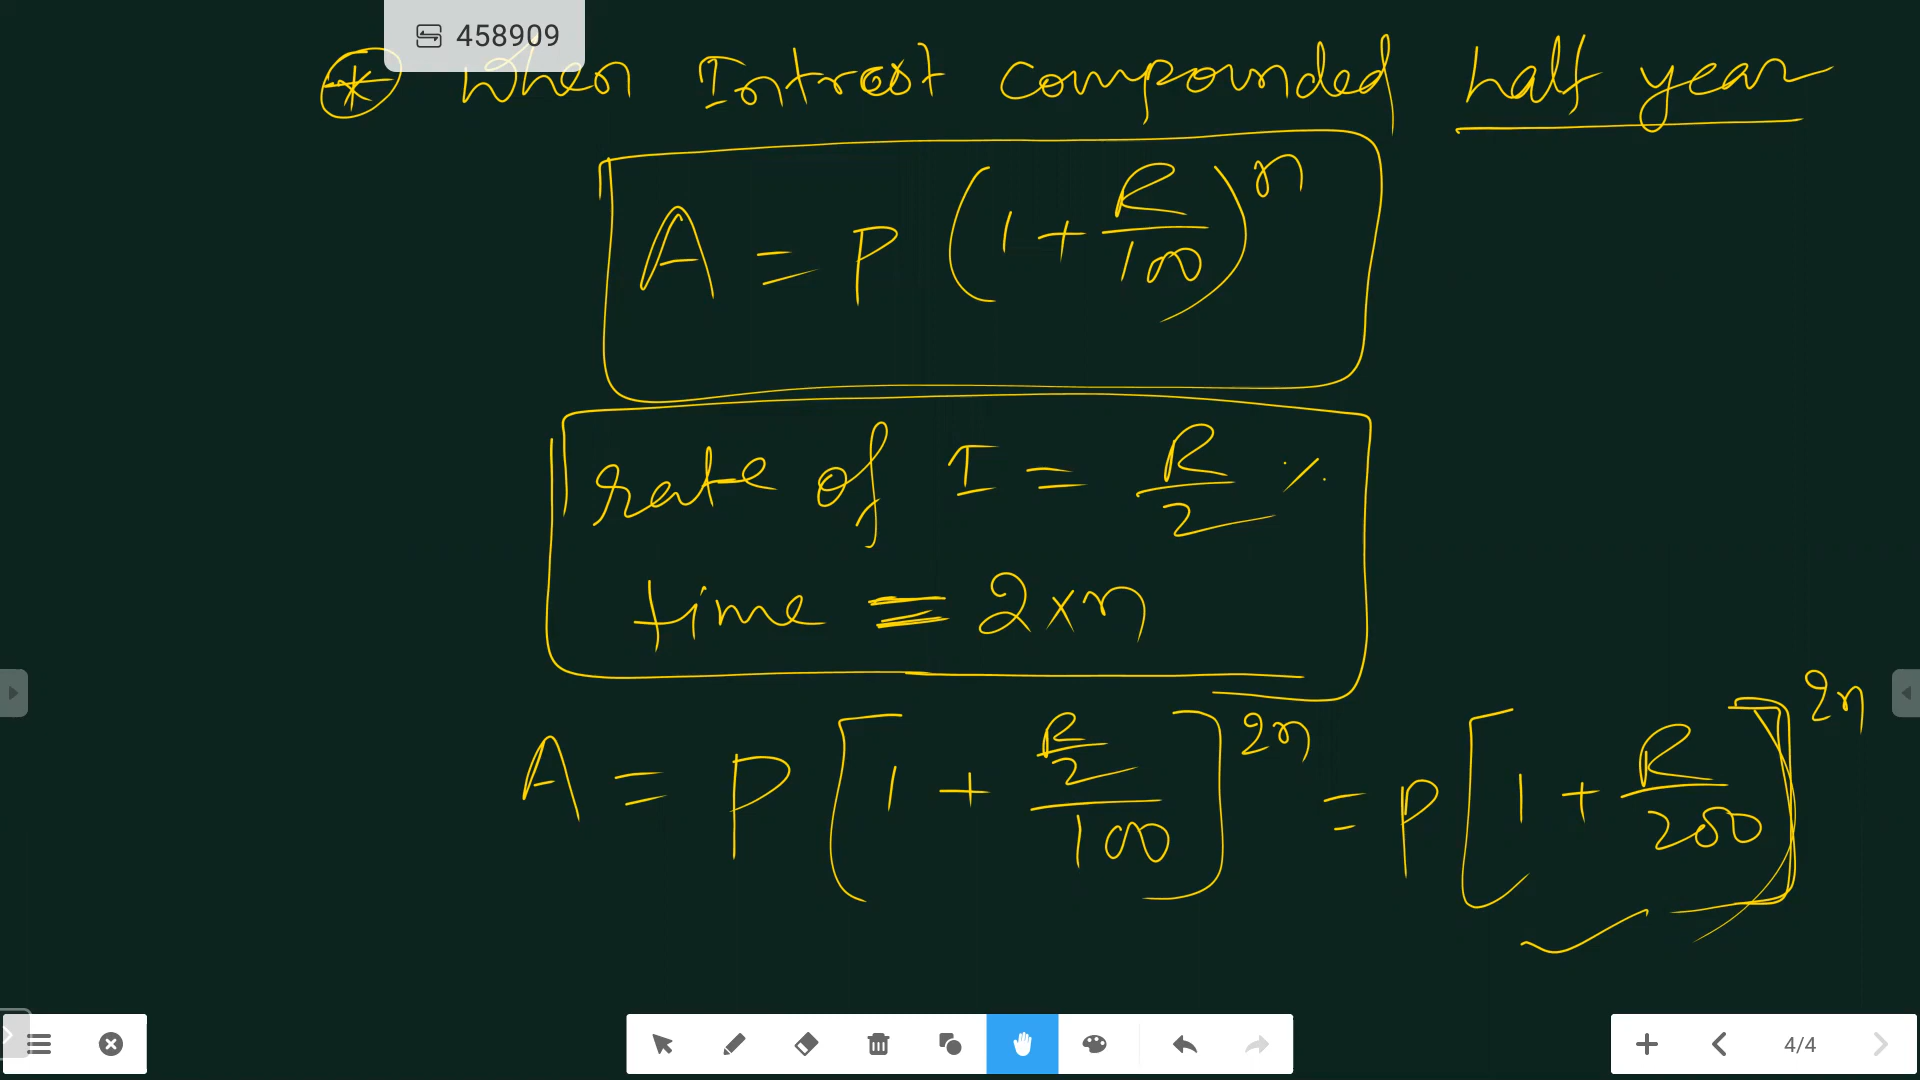 458909
* When Intrest compounded half year
A = P (1 + R/100)^n
rate of I = R/2 %
time = 2×n
A = P [1 + (R/2)/100]^2n = P [1 + R/200]^2n
4/4